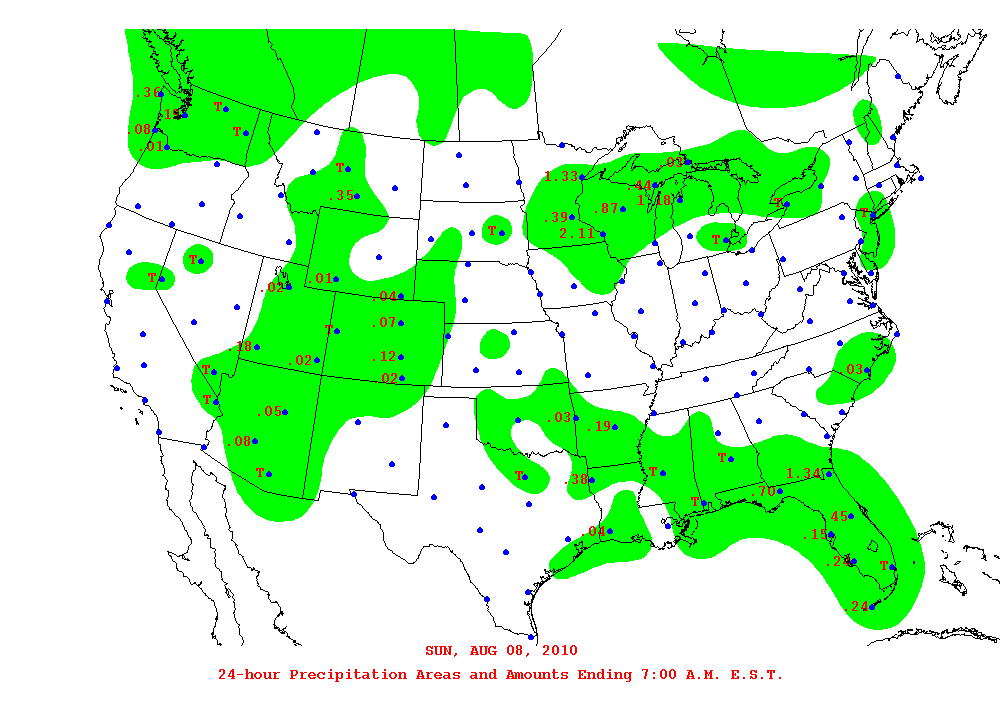 .36
T
.08
T
.01
.01
1.33
T
.44
.35
1.18
T
.39
.87
T
2.11
T
T
T
T
.01
.02
.04
.07
T
.18
.12
.02
T
.02
.03
T
.05
.03
.19
.08
T
T
T
1.34
T
.38
.70
T
.45
.04
.15
T
.24
SUN, AUG 08, 2010
24-hour Precipitation Areas and Amounts Ending 7:00 A.M. E.S.T.